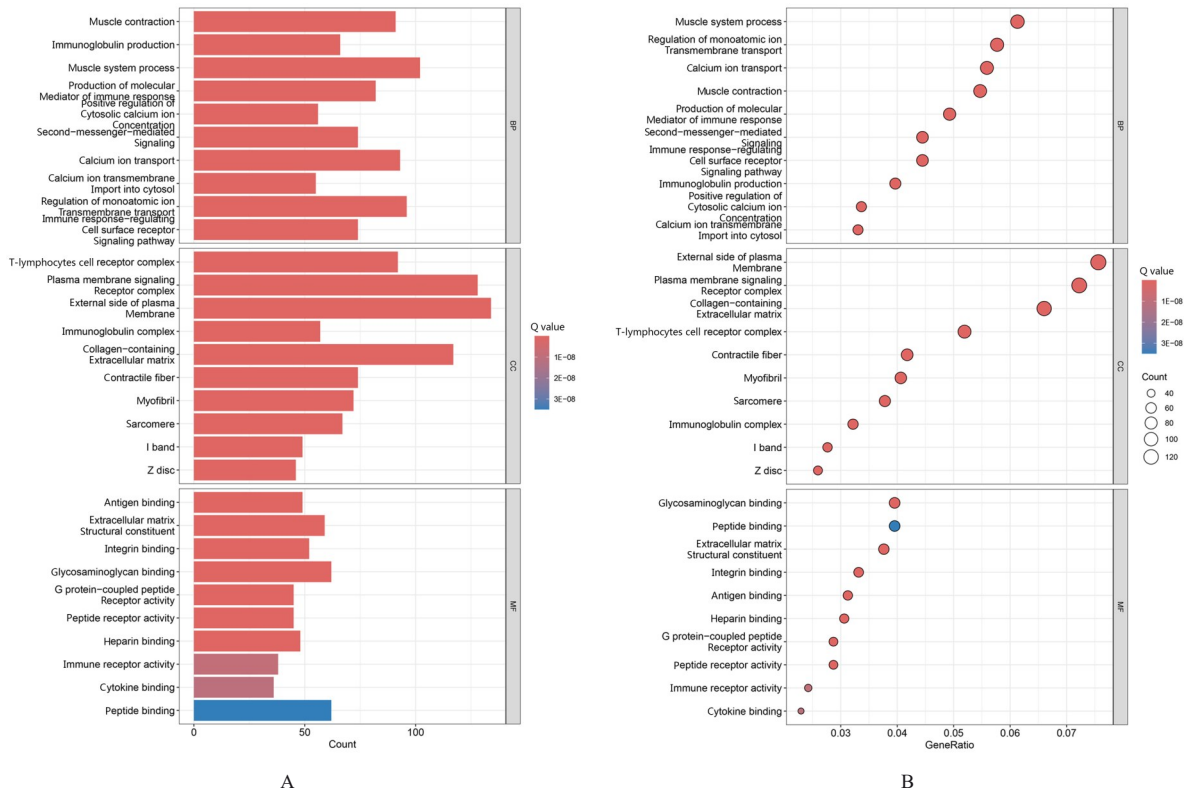 Muscle contraction
Immunoglobulin production
Muscle system process
Production of molecular
Mediator of immune response
Positive regulation of
Cytosolic calcium ion
Concentration
Second-messenger-mediated
Signaling
Calcium ion transport
Calcium ion transmembrane
Import into cytosol
Regulation of monoatomic ion
Transmembrane transport
Immune response-regulating
Cell surface receptor
Signaling pathway
BP
T-lymphocytes cell receptor complex
Plasma membrane signaling
Receptor complex
External side of plasma
Membrane
Immunoglobulin complex
Collagen-containing
Extracellular matrix
Contractile fiber
Myofibril
Sarcomere
I band
Z disc
CC
Antigen binding
Extracellular matrix
Structural constituent
Integrin binding
Glycosaminoglycan binding
G protein-coupled peptide
Receptor activity
Peptide receptor activity
Heparin binding
Immune receptor activity
Cytokine binding
Peptide binding
MF
0 50 100
Count
Q value
1E-08
2E-08
3E-08
A
Muscle system process
Regulation of monoatomic ion
Transmembrane transport
Calcium ion transport
Muscle contraction
Production of molecular
Mediator of immune response
Second-messenger-mediated
Signaling
Immune response-regulating
Cell surface receptor
Signaling pathway
Immunoglobulin production
Positive regulation of
Cytosolic calcium ion
Concentration
Calcium ion transmembrane
Import into cytosol
BP
External side of plasma
Membrane
Plasma membrane signaling
Receptor complex
Collagen-containing
Extracellular matrix
T-lymphocytes cell receptor complex
Contractile fiber
Myofibril
Sarcomere
Immunoglobulin complex
I band
Z disc
CC
Glycosaminoglycan binding
Peptide binding
Extracellular matrix
Structural constituent
Integrin binding
Antigen binding
Heparin binding
G protein-coupled peptide
Receptor activity
Peptide receptor activity
Immune receptor activity
Cytokine binding
MF
0.03 0.04 0.05 0.06 0.07
GeneRatio
Q value
1E-08
2E-08
3E-08
Count
40
60
80
100
120
B